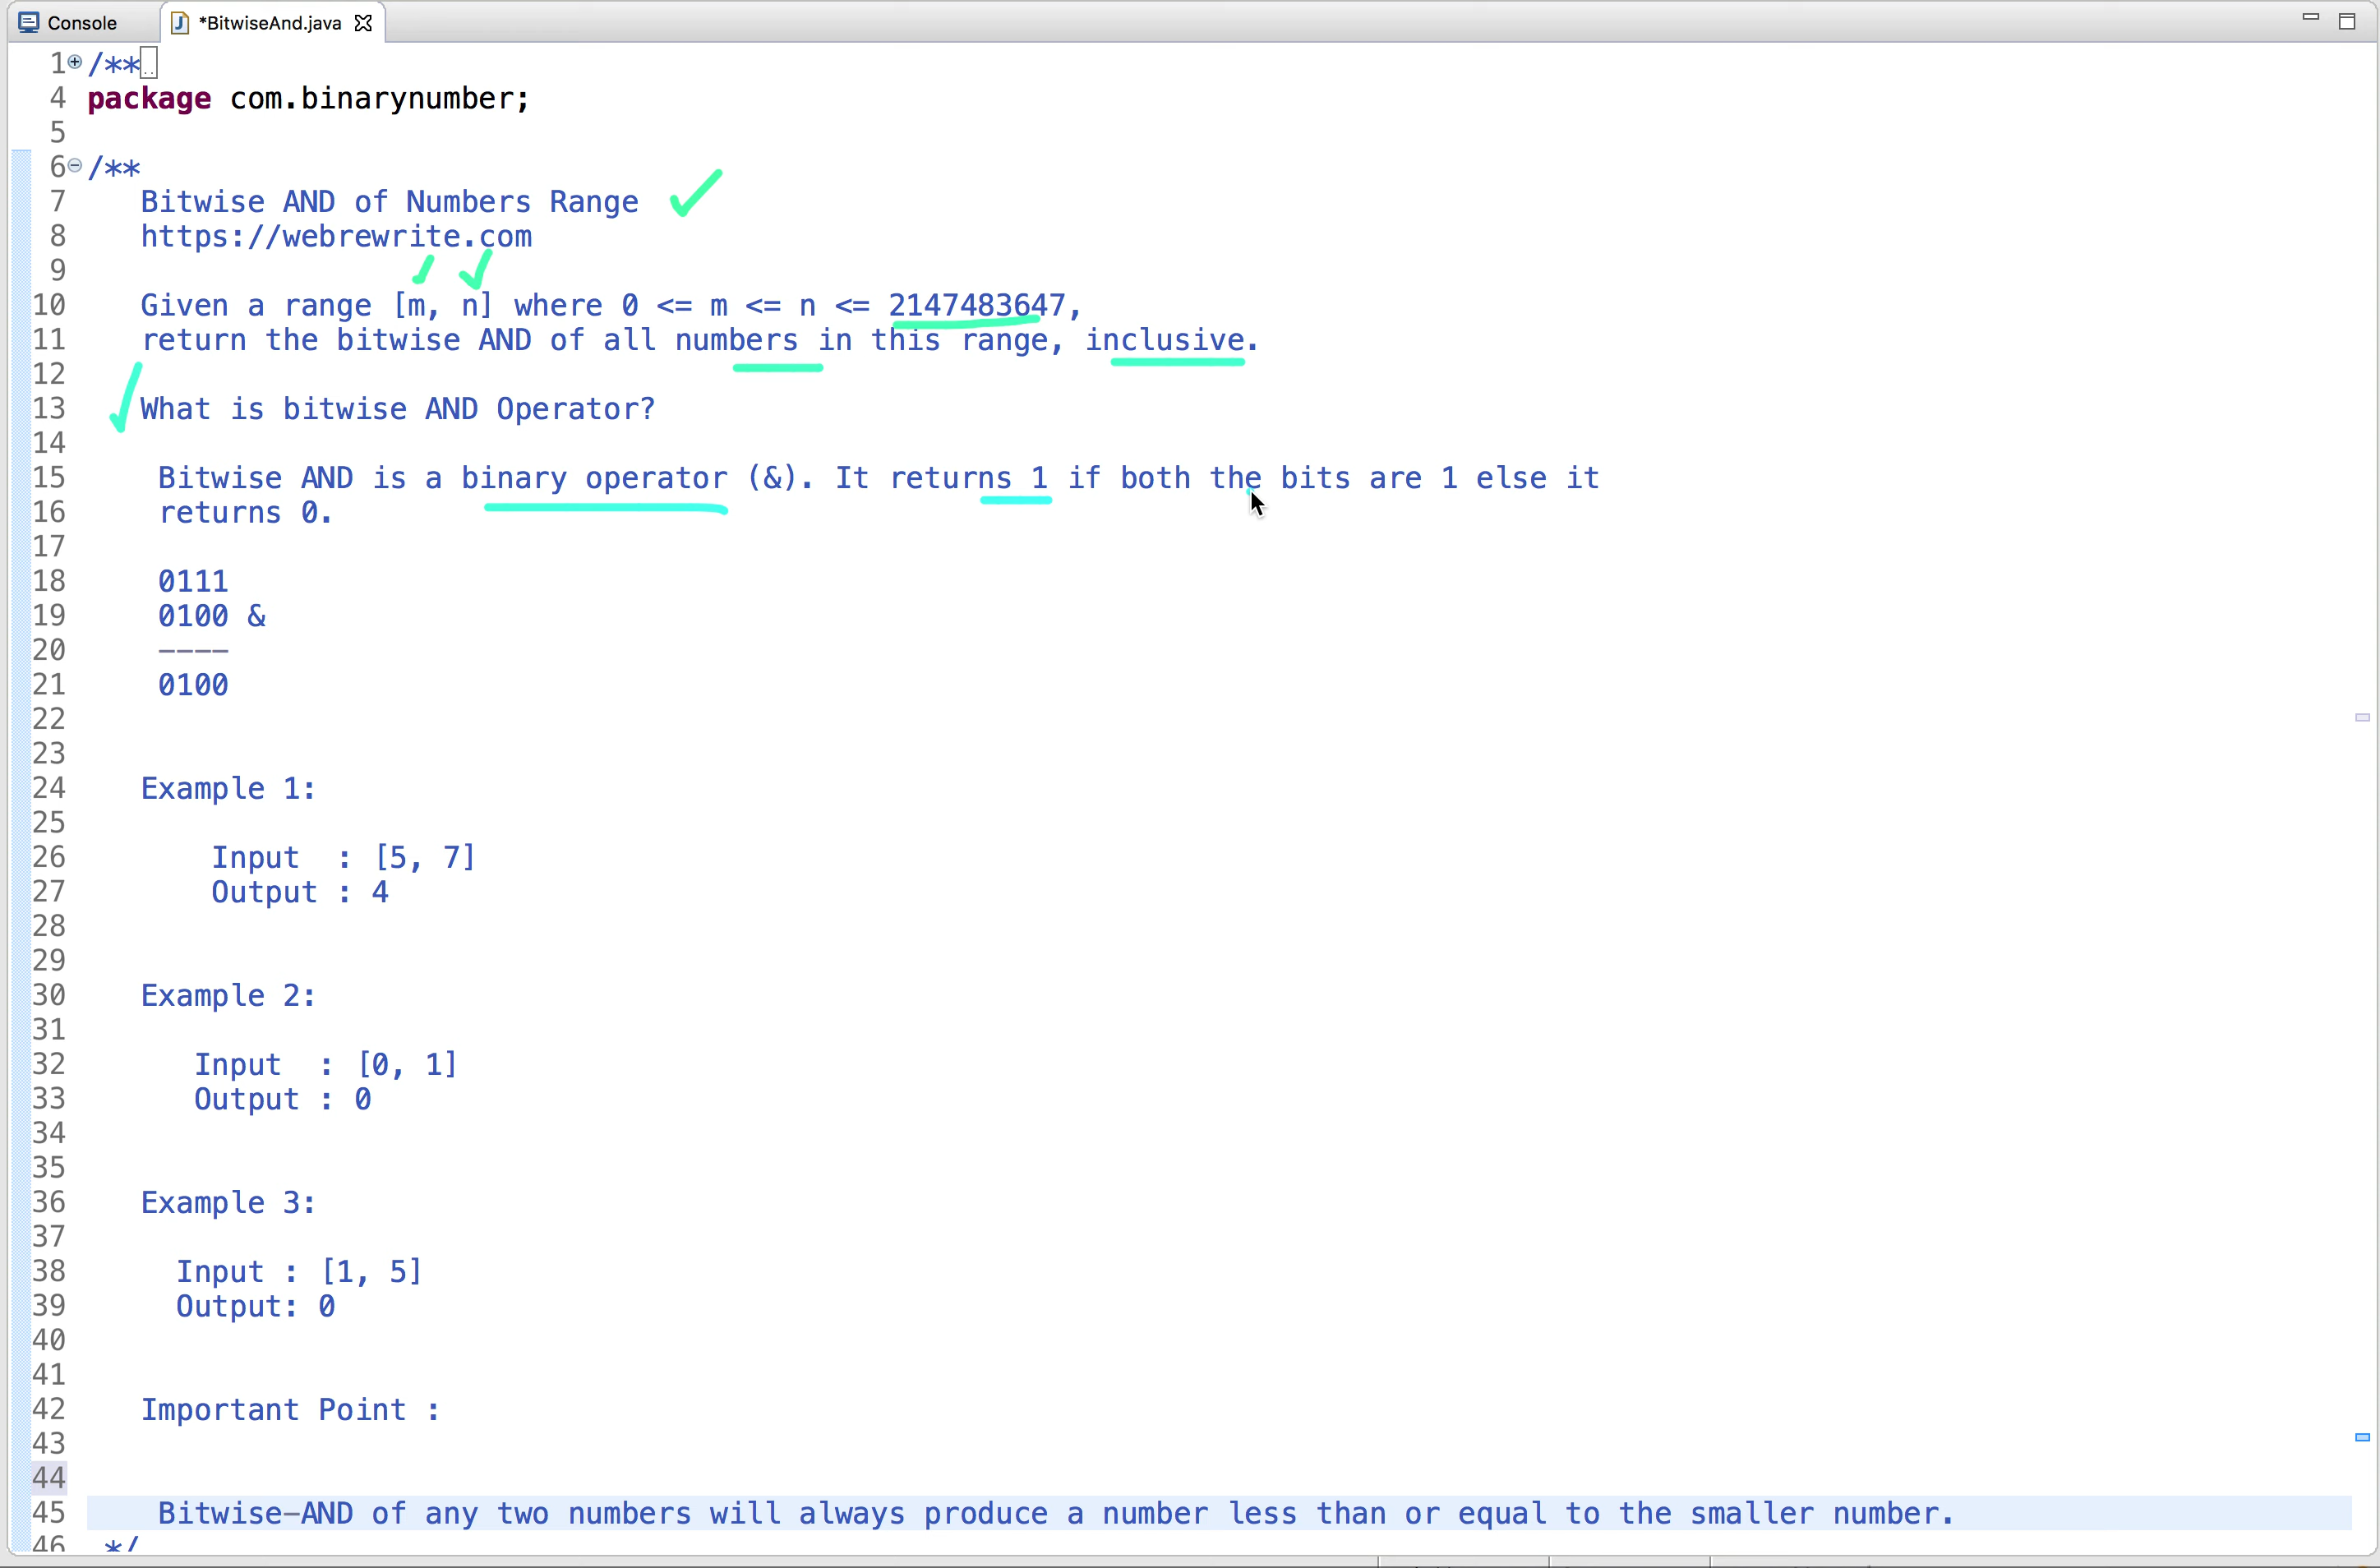 Console *BitwiseAnd.java
1 /**
4 package com.binarynumber;
5
6 /**
7 Bitwise AND of Numbers Range
8 https://webrewrite.com
9
10 Given a range [m, n] where 0 <= m <= n <= 2147483647,
11 return the bitwise AND of all numbers in this range, inclusive.
12
13 What is bitwise AND Operator?
14
15 Bitwise AND is a binary operator (&). It returns 1 if both the bits are 1 else it
16 returns 0.
17
18 0111
19 0100 &
20 ----
21 0100
22
23
24 Example 1:
25
26 Input : [5, 7]
27 Output : 4
28
29
30 Example 2:
31
32 Input : [0, 1]
33 Output : 0
34
35
36 Example 3:
37
38 Input : [1, 5]
39 Output: 0
40
41
42 Important Point :
43
44
45 Bitwise-AND of any two numbers will always produce a number less than or equal to the smaller number.
46 */